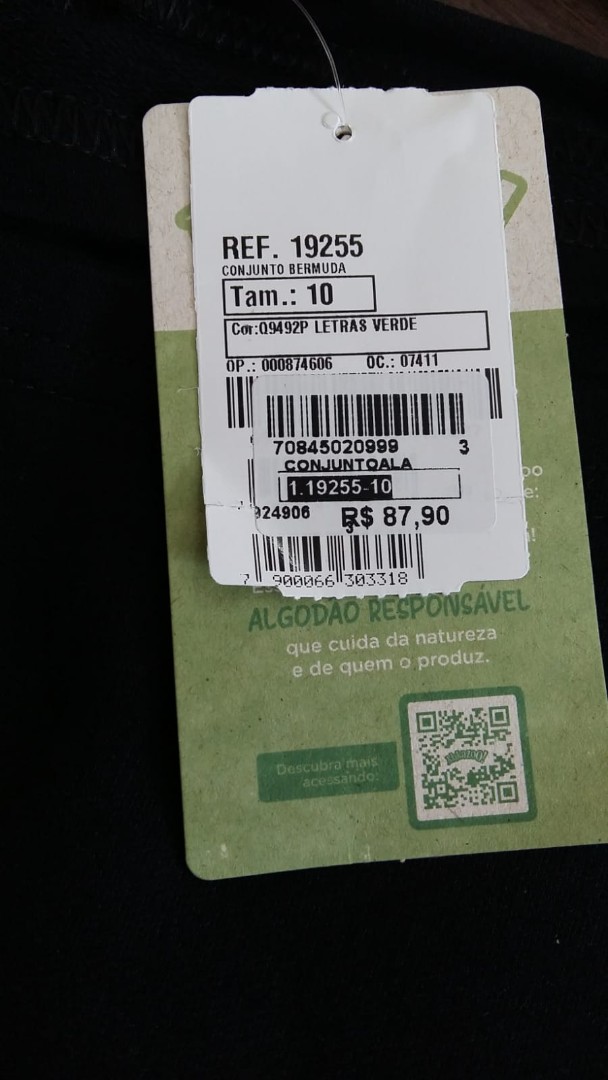 REF. 19255
CONJUNTO BERMUDA
Tam.: 10
Cor:Q9492P LETRAS VERDE
OP.: 000874606 OC.: 07411
70845020999 3
CONJUNTOALA
1.19255-10
924906 R$ 87,90
7 900066 303318
ALGODÃO RESPONSÁVEL
que cuida da natureza
e de quem o produz.
Descubra mais
acessando: